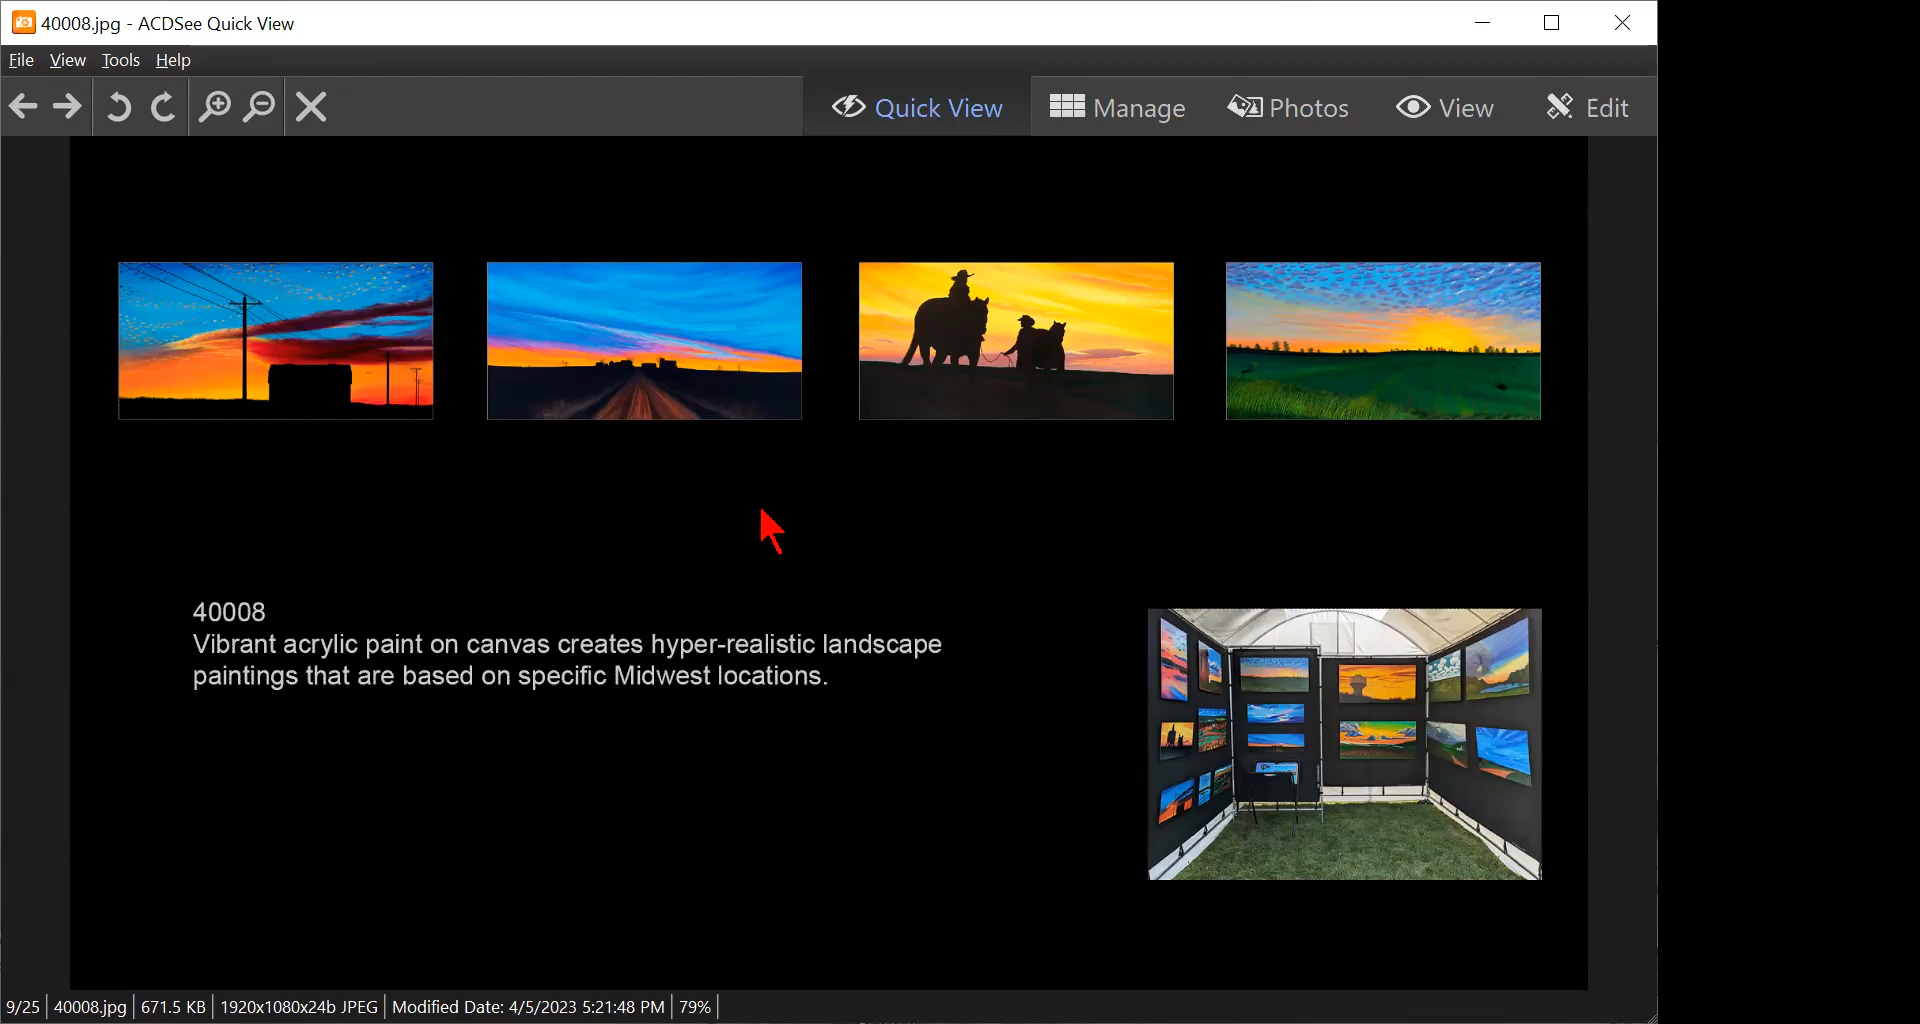 40008.jpg - ACDSee Quick View
File View Tools Help
Quick View Manage Photos View Edit
40008
Vibrant acrylic paint on canvas creates hyper-realistic landscape
paintings that are based on specific Midwest locations.
9/25 40008.jpg 671.5 KB 1920x1080x24b JPEG Modified Date: 4/5/2023 5:21:48 PM 79%